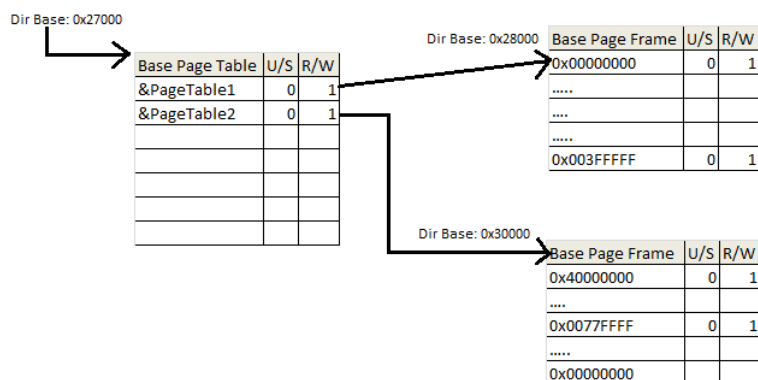 Dir Base: 0x27000
Base Page Table U/S R/W
&PageTable1 0 1
&PageTable2 0 1
Dir Base: 0x28000
Base Page Frame U/S R/W
0x00000000 0 1
.....
....
.....
0x003FFFFF 0 1
Dir Base: 0x30000
Base Page Frame U/S R/W
0x40000000 0 1
....
0x0077FFFF 0 1
.....
0x00000000